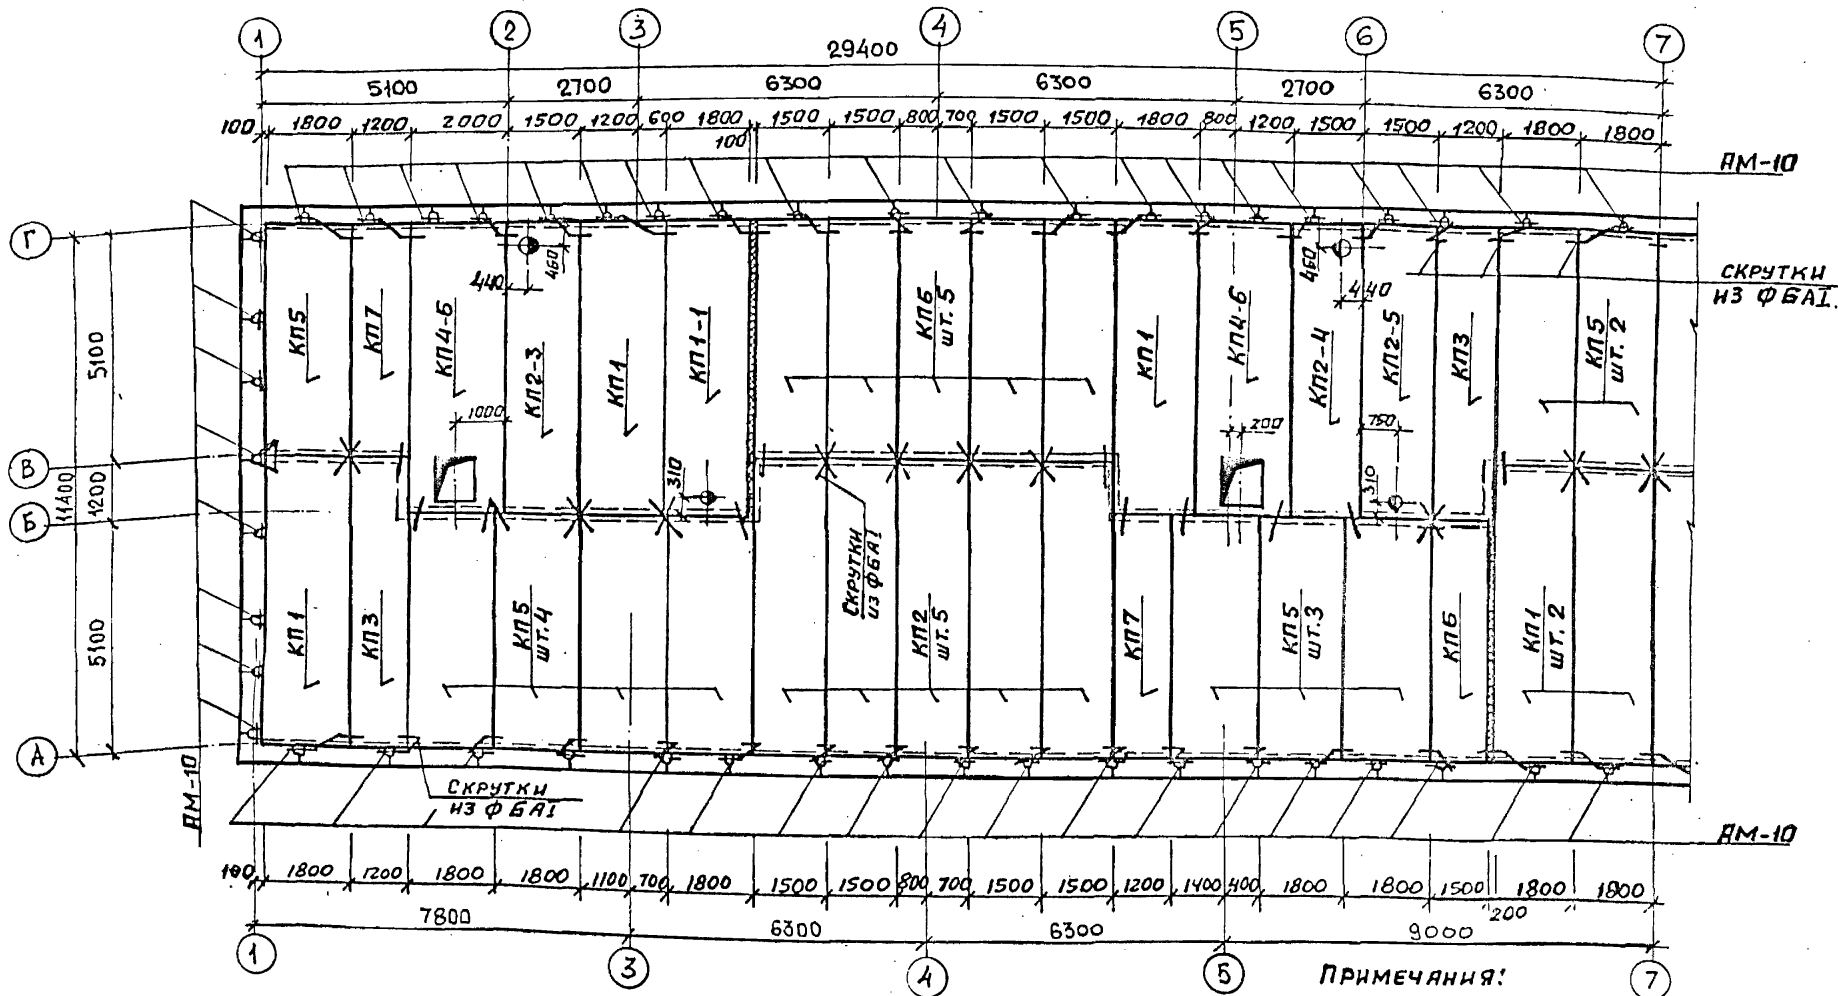 1 2 3 4 5 6 7
29400
5100 2700 6300 6300 2700 6300
100 1800 1200 2000 1500 1200 600 1800 100 1500 1500 800 700 1500 1500 1800 800 1200 1500 1500 1200 1800 1800
АМ-10
Г
460
440
460
440
СКРУТКИ
ИЗ Ф6АI.
КП5
КП7
КП4-6
КП2-3
КП1
КП1-1
КП6
шт.5
КП1
КП4-6
КП2-4
КП2-5
КП3
КП5
шт.2
5100
1000
200
750
В
310
310
11400
1200
Б
СКРУТКИ
ИЗ Ф6АI
5100
КП1
КП3
КП5
шт.4
КП2
шт.5
КП7
КП5
шт.3
КП6
КП1
шт.2
А
АМ-10
СКРУТКИ
ИЗ Ф6АI
АМ-10
100 1800 1200 1800 1800 1100 700 1800 1500 1500 800 700 1500 1500 1200 1400 400 1800 1800 1500 200 1800 1800
7800 6300 6300 9000
1 3 4 5 7
ПРИМЕЧАНИЯ: